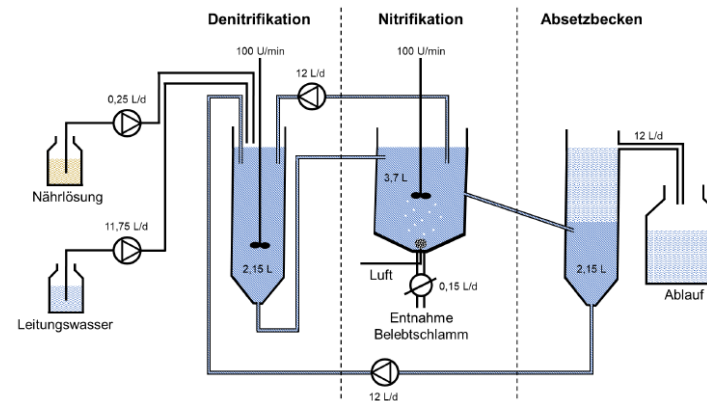 Denitrifikation
Nitrifikation
Absetzbecken
100 U/min
100 U/min
12 L/d
0,25 L/d
12 L/d
3,7 L
Nährlösung
11,75 L/d
2,15 L
2,15 L
Luft
0,15 L/d
Ablauf
Leitungswasser
Entnahme
Belebtschlamm
12 L/d